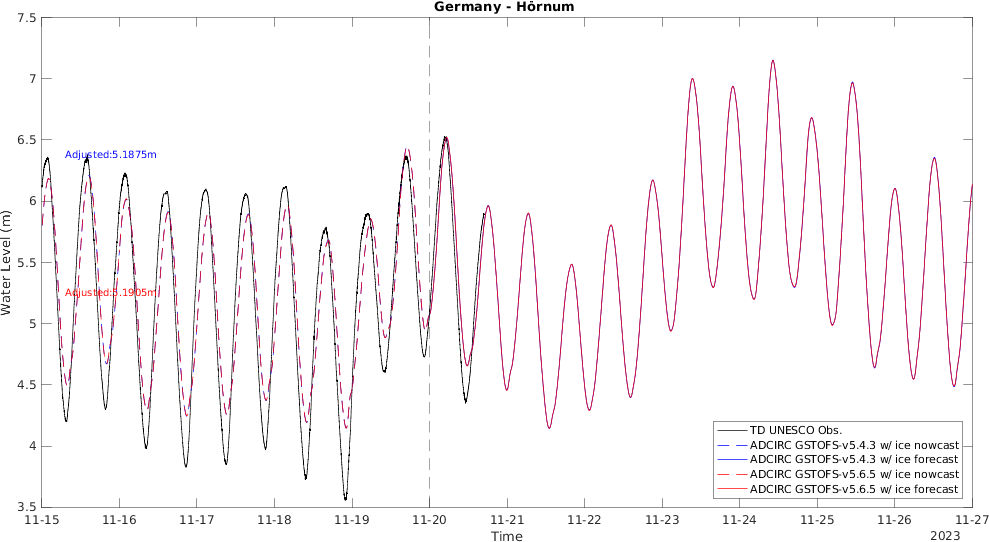 Germany - Hörnum
7.5
7
6.5
6
5.5
5
4.5
4
3.5
Water Level (m)
Adjusted:5.1875m
Adjusted:5.1905m
TD UNESCO Obs.
ADCIRC GSTOFS-v5.4.3 w/ ice nowcast
ADCIRC GSTOFS-v5.4.3 w/ ice forecast
ADCIRC GSTOFS-v5.6.5 w/ ice nowcast
ADCIRC GSTOFS-v5.6.5 w/ ice forecast
11-15 11-16 11-17 11-18 11-19 11-20 11-21 11-22 11-23 11-24 11-25 11-26 11-27
Time
2023